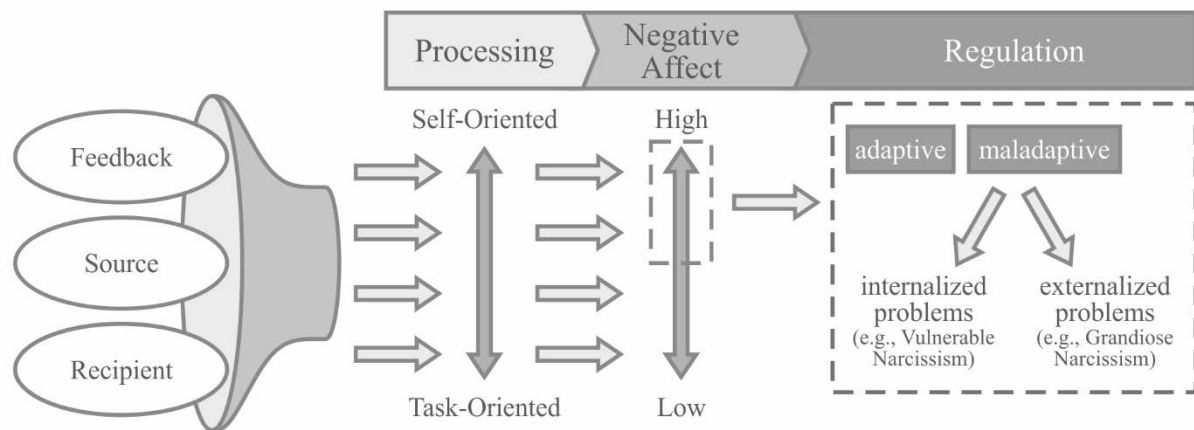 Processing
Negative
Affect
Regulation
Feedback
Source
Recipient
Self-Oriented
Task-Oriented
High
Low
adaptive
maladaptive
internalized
problems
(e.g., Vulnerable
Narcissism)
externalized
problems
(e.g., Grandiose
Narcissism)